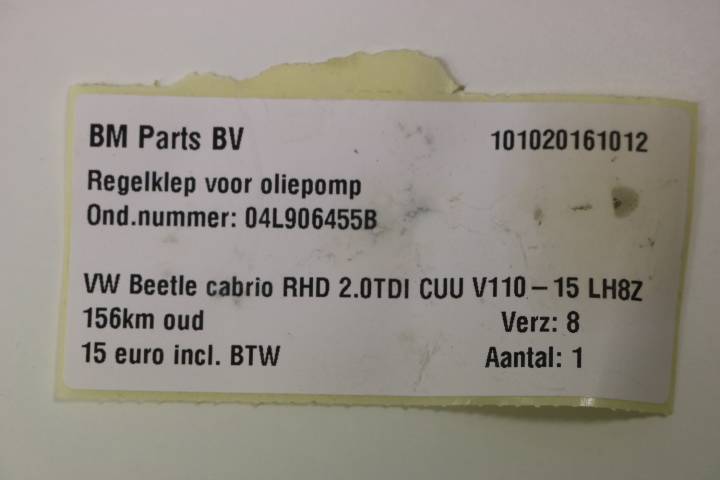 BM Parts BV 101020161012
Regelklep voor oliepomp
Ond.nummer: 04L906455B
VW Beetle cabrio RHD 2.0TDI CUU V110-15 LH8Z
156km oud Verz: 8
15 euro incl. BTW Aantal: 1